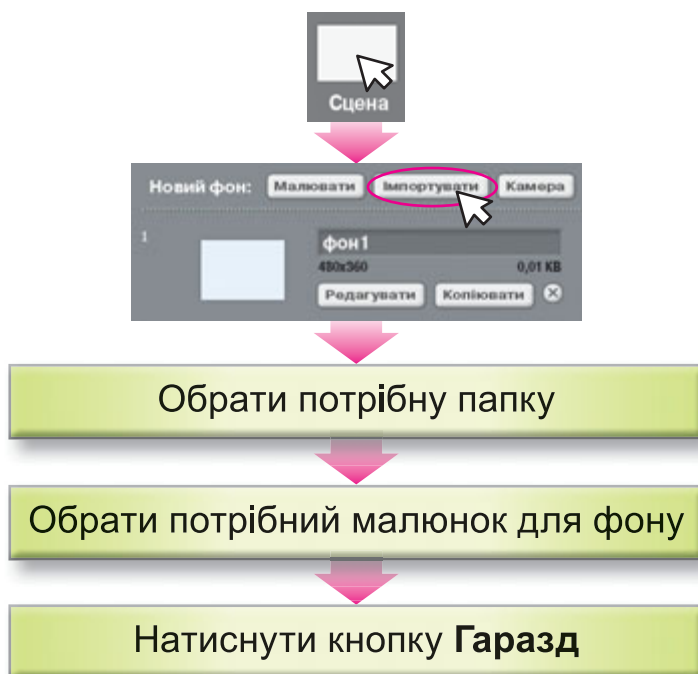 Сцена
Новий фон: Малювати Імпортувати Камера
1
фон1
480x360 0,01 KB
Редагувати Копіювати
Обрати потрібну папку
Обрати потрібний малюнок для фону
Натиснути кнопку Гаразд